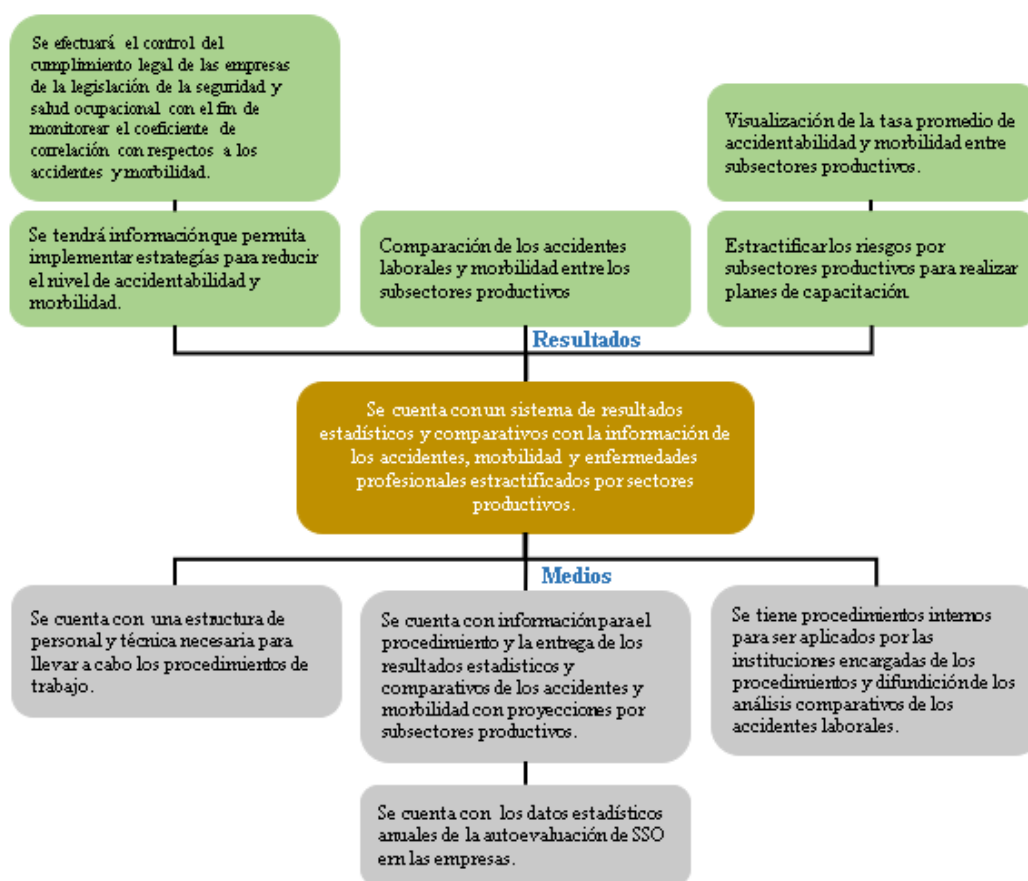 Se efectuará el control del
cumplimiento legal de las empresas
de la legislación de la seguridad y
salud ocupacional con el fin de
monitorear el coeficiente de
correlación con respectos a los
accidentes y morbilidad.
Visualización de la tasa promedio de
accidentabilidad y morbilidad entre
subsectores productivos.
Se tendrá información que permita
implementar estrategías para reducir
el nivel de accidentabilidad y
morbilidad.
Comparación de los accidentes
laborales y morbilidad entre los
subsectores productivos
Estractificar los riesgos por
subsectores productivos para realizar
planes de capacitación.
Resultados
Se cuenta con un sistema de resultados
estadísticos y comparativos con la información de
los accidentes, morbilidad y enfermedades
profesionales estractificados por sectores
productivos.
Medios
Se cuenta con una estructura de
personal y técnica necesaria para
llevar a cabo los procedimientos de
trabajo.
Se cuenta con información para el
procedimiento y la entrega de los
resultados estadisticos y
comparativos de los accidentes y
morbilidad con proyecciones por
subsectores productivos.
Se tiene procedimientos internos
para ser aplicados por las
instituciones encargadas de los
procedimientos y difundición de los
análisis comparativos de los
accidentes laborales.
Se cuenta con los datos estadísticos
anuales de la autoevaluación de SSO
ern las empresas.